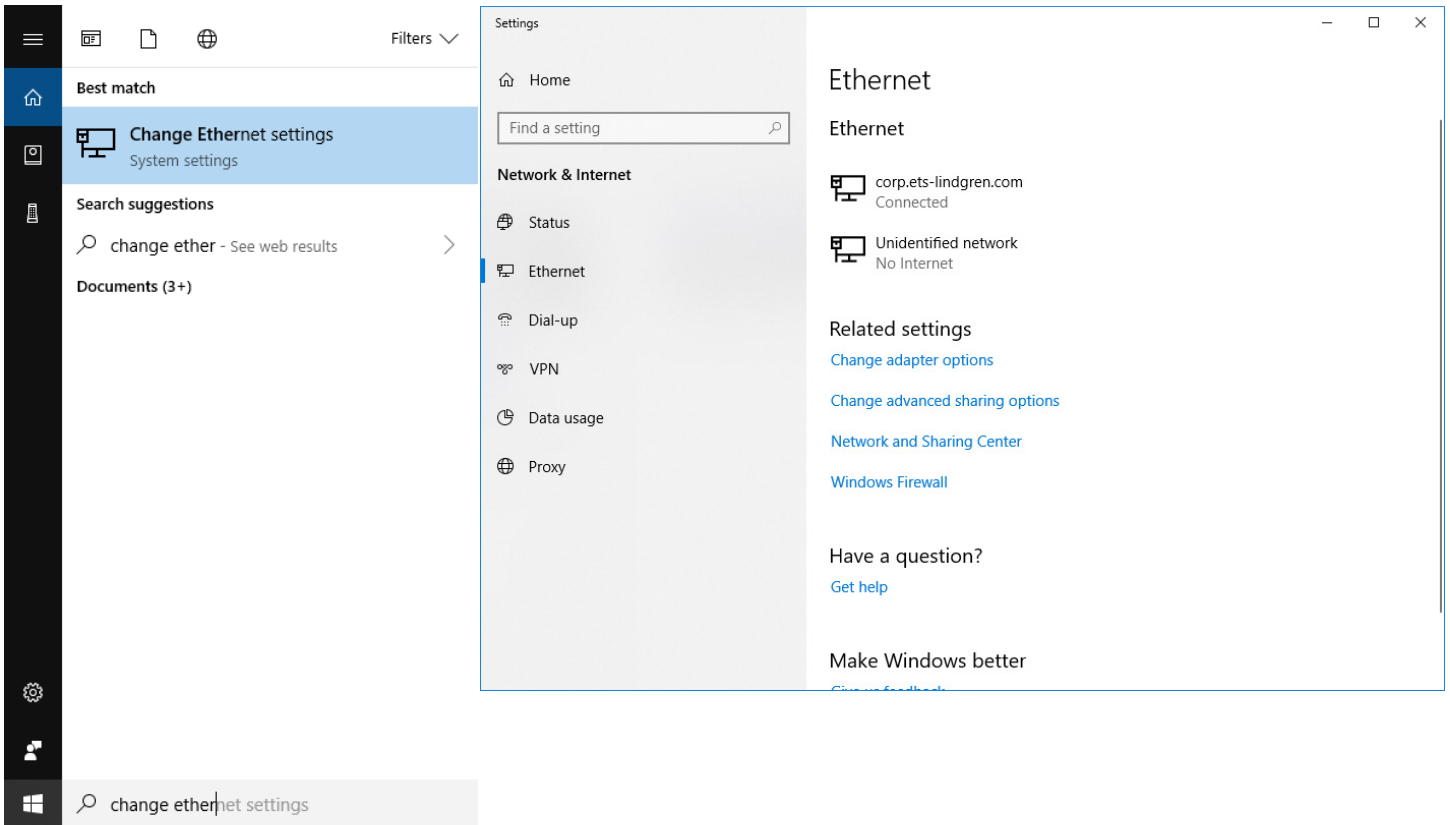 Filters
Best match
Change Ethernet settings
System settings
Search suggestions
change ether - See web results
Documents (3+)
change ethernet settings
Settings
Home
Find a setting
Network & Internet
Status
Ethernet
Dial-up
VPN
Data usage
Proxy
Ethernet
Ethernet
corp.ets-lindgren.com
Connected
Unidentified network
No Internet
Related settings
Change adapter options
Change advanced sharing options
Network and Sharing Center
Windows Firewall
Have a question?
Get help
Make Windows better
Give us feedback